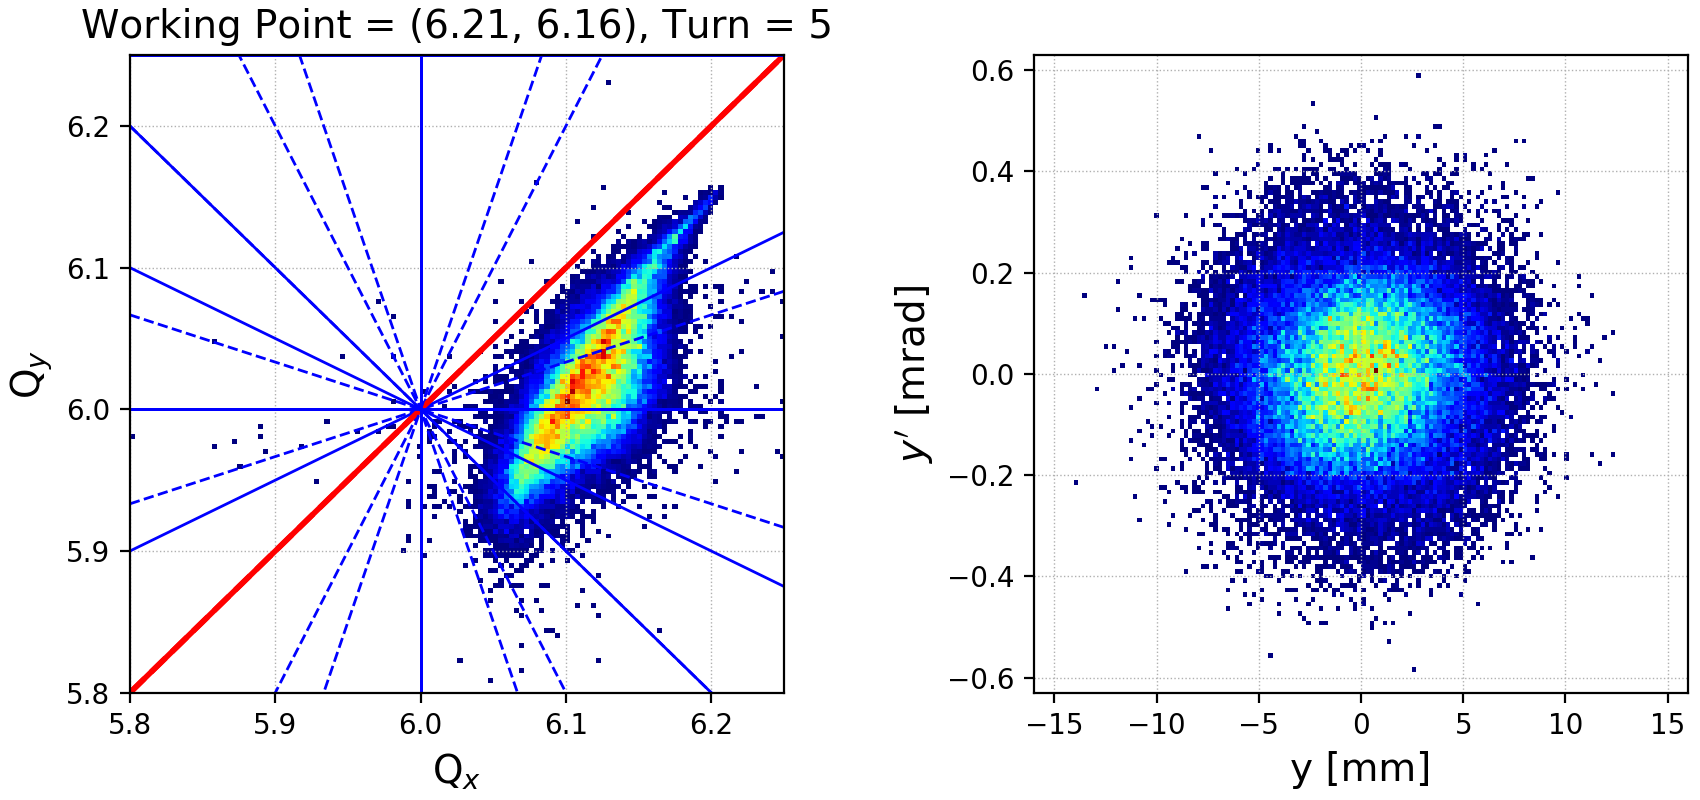 Working Point = (6.21, 6.16), Turn = 5
6.2
6.1
6.0
5.9
5.8
Qy
5.8 5.9 6.0 6.1 6.2
Qx
0.6
0.4
0.2
0.0
−0.2
−0.4
−0.6
y′ [mrad]
−15 −10 −5 0 5 10 15
y [mm]